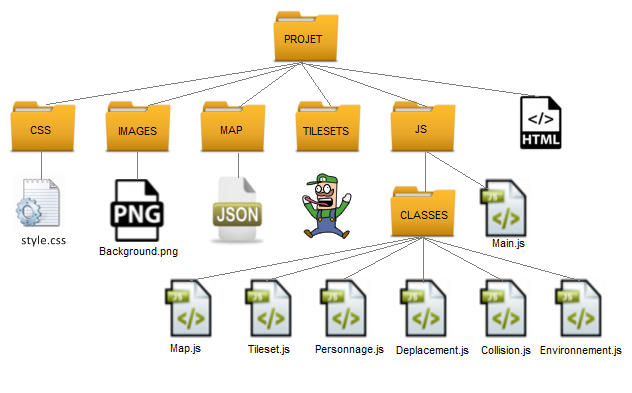 PROJET
CSS
IMAGES
MAP
TILESETS
JS
</>
HTML
style.css
PNG
Background.png
JSON
CLASSES
JS
</>
Main.js
JS
</>
Map.js
JS
</>
Tileset.js
JS
</>
Personnage.js
JS
</>
Deplacement.js
JS
</>
Collision.js
JS
</>
Environnement.js